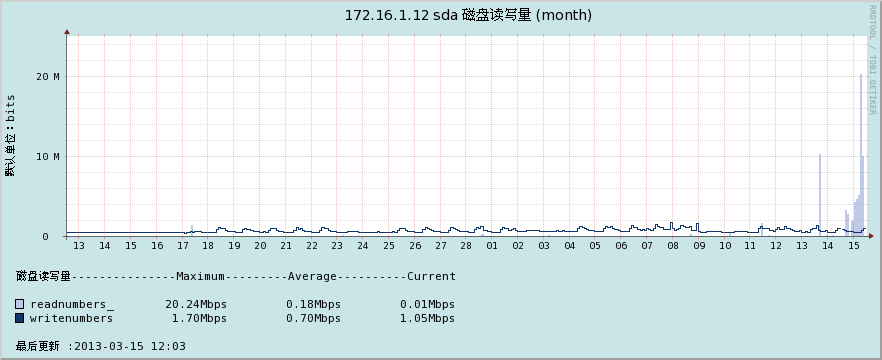 172.16.1.12 sda 磁盘读写量 (month)
RRDTOOL / TOBI OETIKER
默认单位：bits
20 M
10 M
0
13 14 15 16 17 18 19 20 21 22 23 24 25 26 27 28 01 02 03 04 05 06 07 08 09 10 11 12 13 14 15
磁盘读写量---------------Maximum---------Average----------Current
readnumbers_ 20.24Mbps 0.18Mbps 0.01Mbps
writenumbers 1.70Mbps 0.70Mbps 1.05Mbps
最后更新 :2013-03-15 12:03